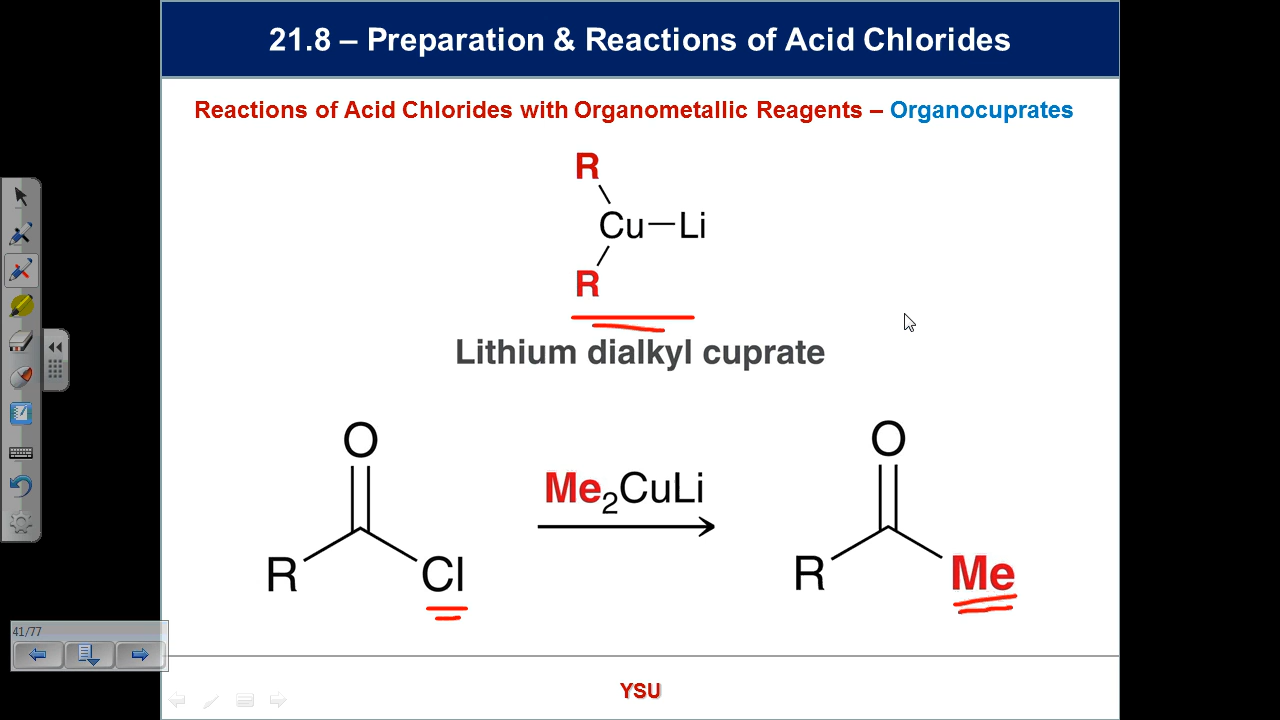 21.8 – Preparation & Reactions of Acid Chlorides
Reactions of Acid Chlorides with Organometallic Reagents – Organocuprates
R
Cu—Li
R
Lithium dialkyl cuprate
O
R
Cl
Me₂CuLi
O
R
Me
41/77
YSU